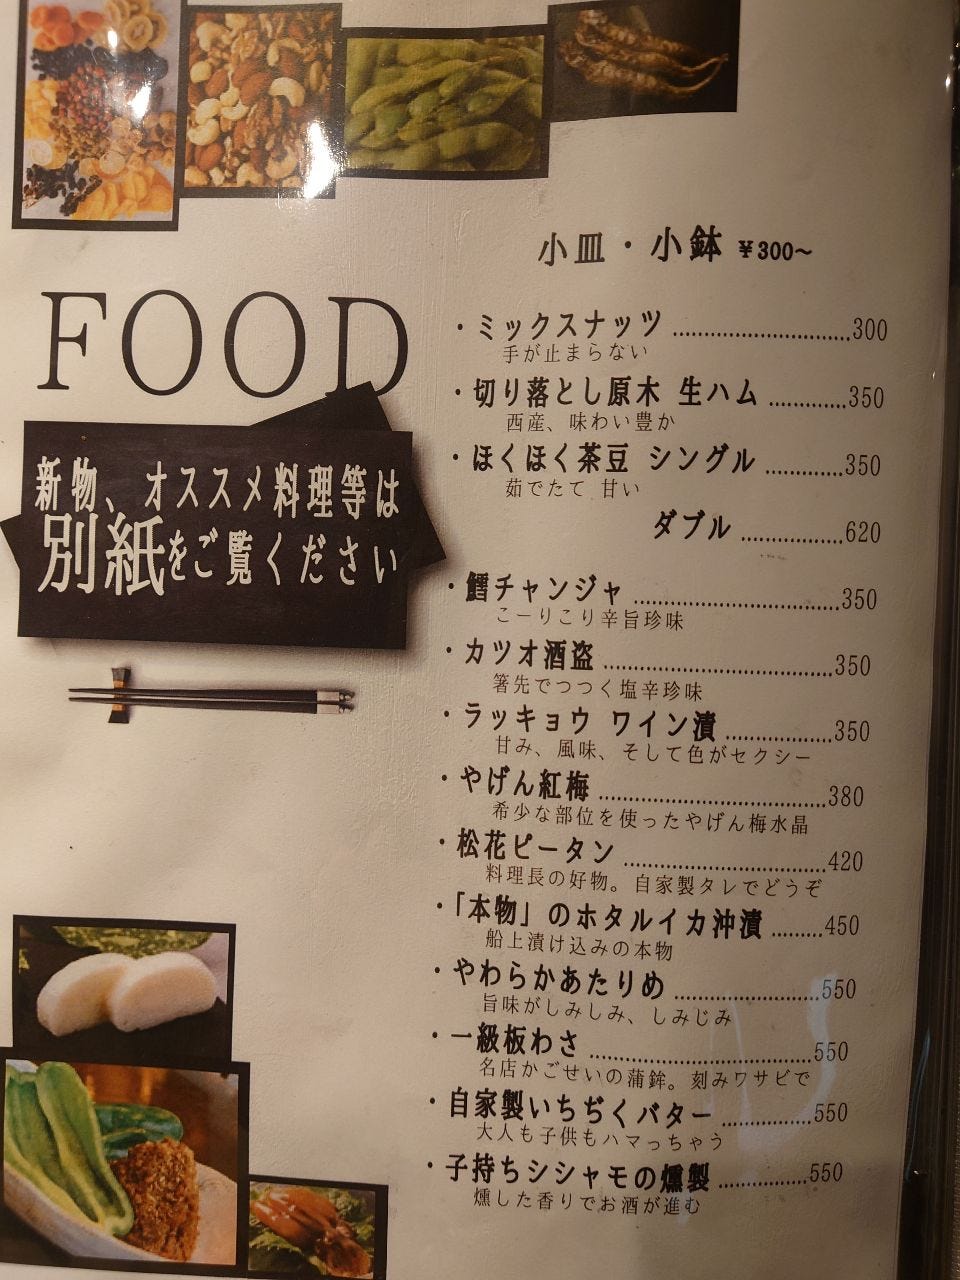 小皿・小鉢 ¥300～
FOOD
新物、オススメ料理等は
別紙をご覧ください
・ミックスナッツ ..............................300
手が止まらない
・切り落とし原木 生ハム .............350
西産、味わい豊か
・ほくほく茶豆 シングル .............350
茹でたて 甘い
ダブル .................620
・鱈チャンジャ ..................................350
こーりこり辛旨珍味
・カツオ酒盗 ......................................350
箸先でつつく塩辛珍味
・ラッキョウ ワイン漬 ..................350
甘み、風味、そして色がセクシー
・やげん紅梅 ......................................380
希少な部位を使ったやげん梅水晶
・松花ピータン ..................................420
料理長の好物。自家製タレでどうぞ
・「本物」のホタルイカ沖漬 .........450
船上漬け込みの本物
・やわらかあたりめ .........................550
旨味がしみしみ、しみじみ
・一級板わさ ......................................550
名店かごせいの蒲鉾。刻みワサビで
・自家製いちぢくバター ...............550
大人も子供もハマっちゃう
・子持ちシシャモの燻製 ...............550
燻した香りでお酒が進む